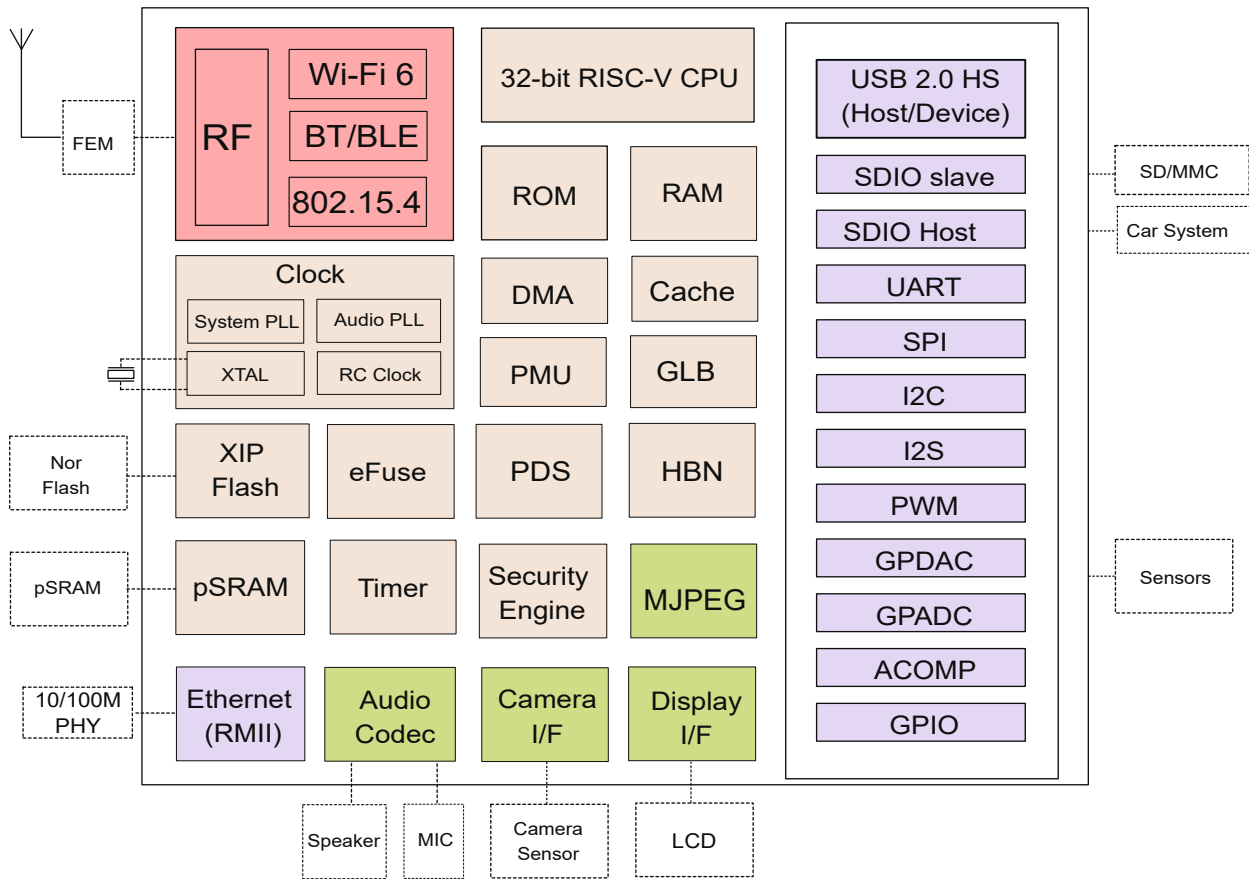 FEM
RF
Wi-Fi 6
BT/BLE
802.15.4
32-bit RISC-V CPU
ROM
RAM
Clock
System PLL
Audio PLL
XTAL
RC Clock
DMA
Cache
PMU
GLB
Nor
Flash
XIP
Flash
eFuse
PDS
HBN
pSRAM
pSRAM
Timer
Security
Engine
MJPEG
10/100M
PHY
Ethernet
(RMII)
Audio
Codec
Camera
I/F
Display
I/F
Speaker
MIC
Camera
Sensor
LCD
USB 2.0 HS
(Host/Device)
SDIO slave
SDIO Host
UART
SPI
I2C
I2S
PWM
GPDAC
GPADC
ACOMP
GPIO
SD/MMC
Car System
Sensors